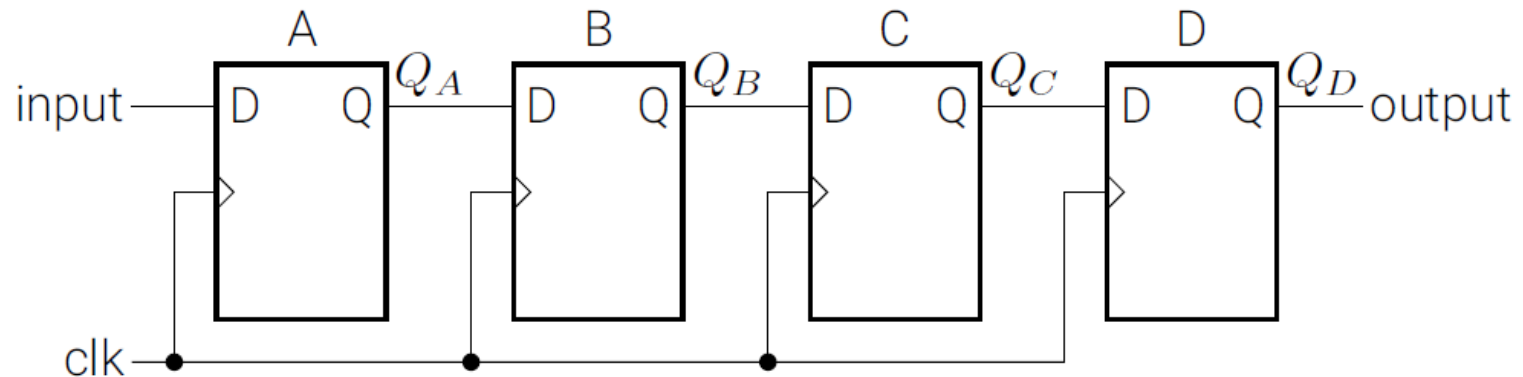 A B C D
Q_A Q_B Q_C Q_D
input D Q D Q D Q D Q output
clk